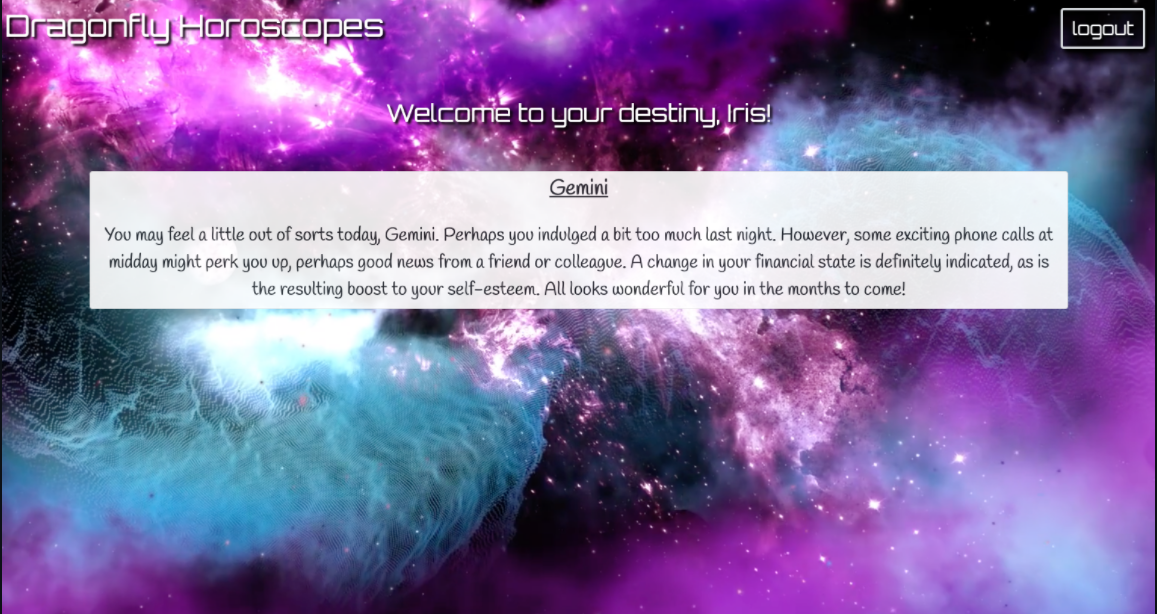 Dragonfly Horoscopes
logout
Welcome to your destiny, Iris!
Gemini
You may feel a little out of sorts today, Gemini. Perhaps you indulged a bit too much last night. However, some exciting phone calls at
midday might perk you up, perhaps good news from a friend or colleague. A change in your financial state is definitely indicated, as is
the resulting boost to your self-esteem. All looks wonderful for you in the months to come!